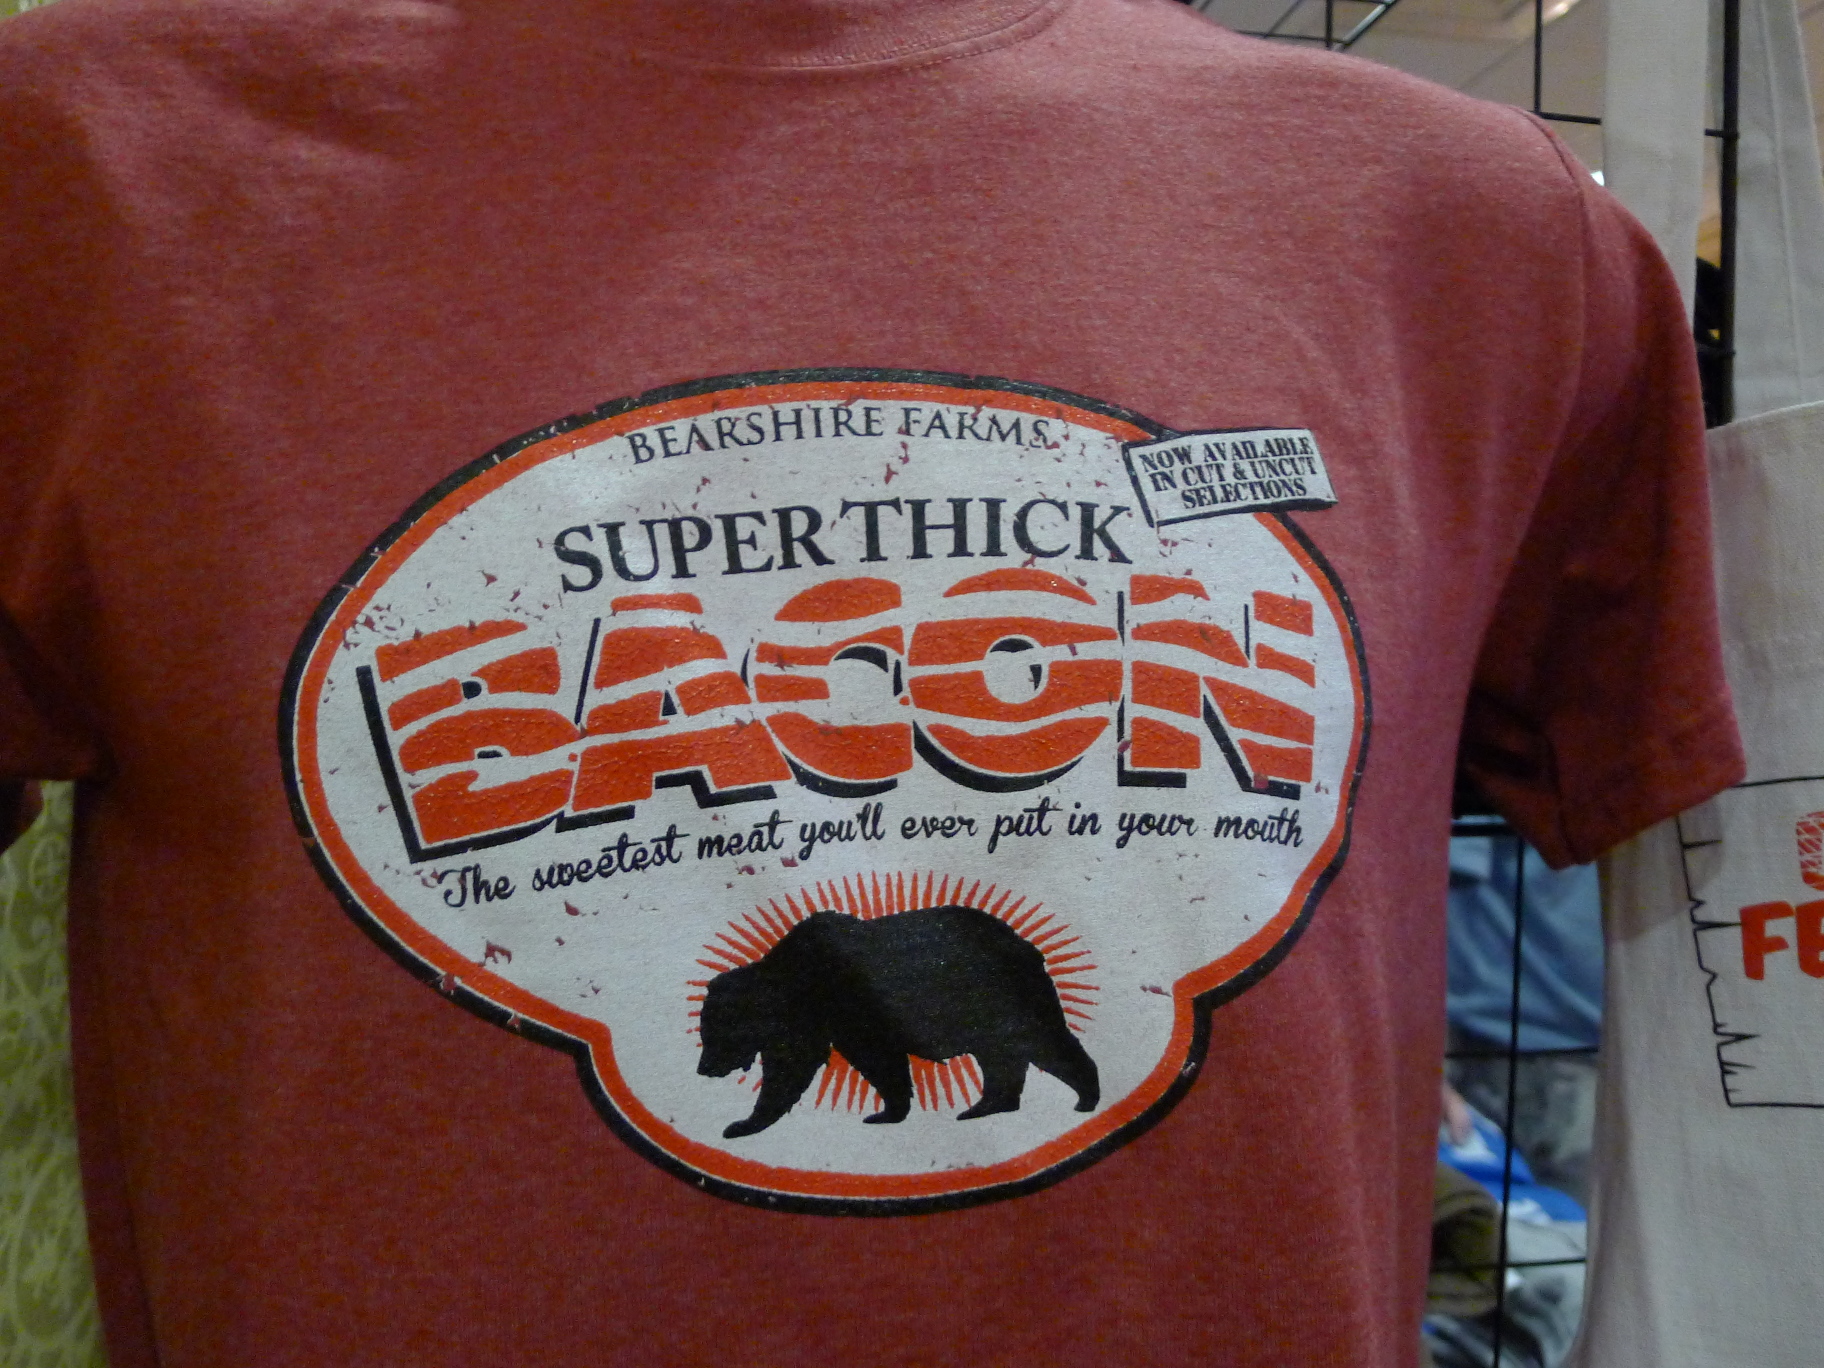 BEARSHIRE FARMS
NOW AVAILABLE
IN CUT & UNCUT
SELECTIONS
SUPER THICK
BACON
The sweetest meat you'll ever put in your mouth